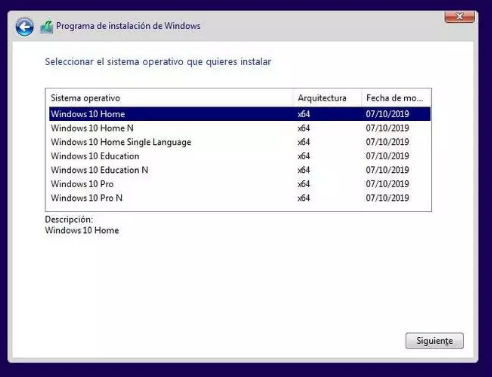 Programa de instalación de Windows
Seleccionar el sistema operativo que quieres instalar
Sistema operativo Arquitectura Fecha de mo...
Windows 10 Home x64 07/10/2019
Windows 10 Home N x64 07/10/2019
Windows 10 Home Single Language x64 07/10/2019
Windows 10 Education x64 07/10/2019
Windows 10 Education N x64 07/10/2019
Windows 10 Pro x64 07/10/2019
Windows 10 Pro N x64 07/10/2019
Descripción:
Windows 10 Home
Siguiente